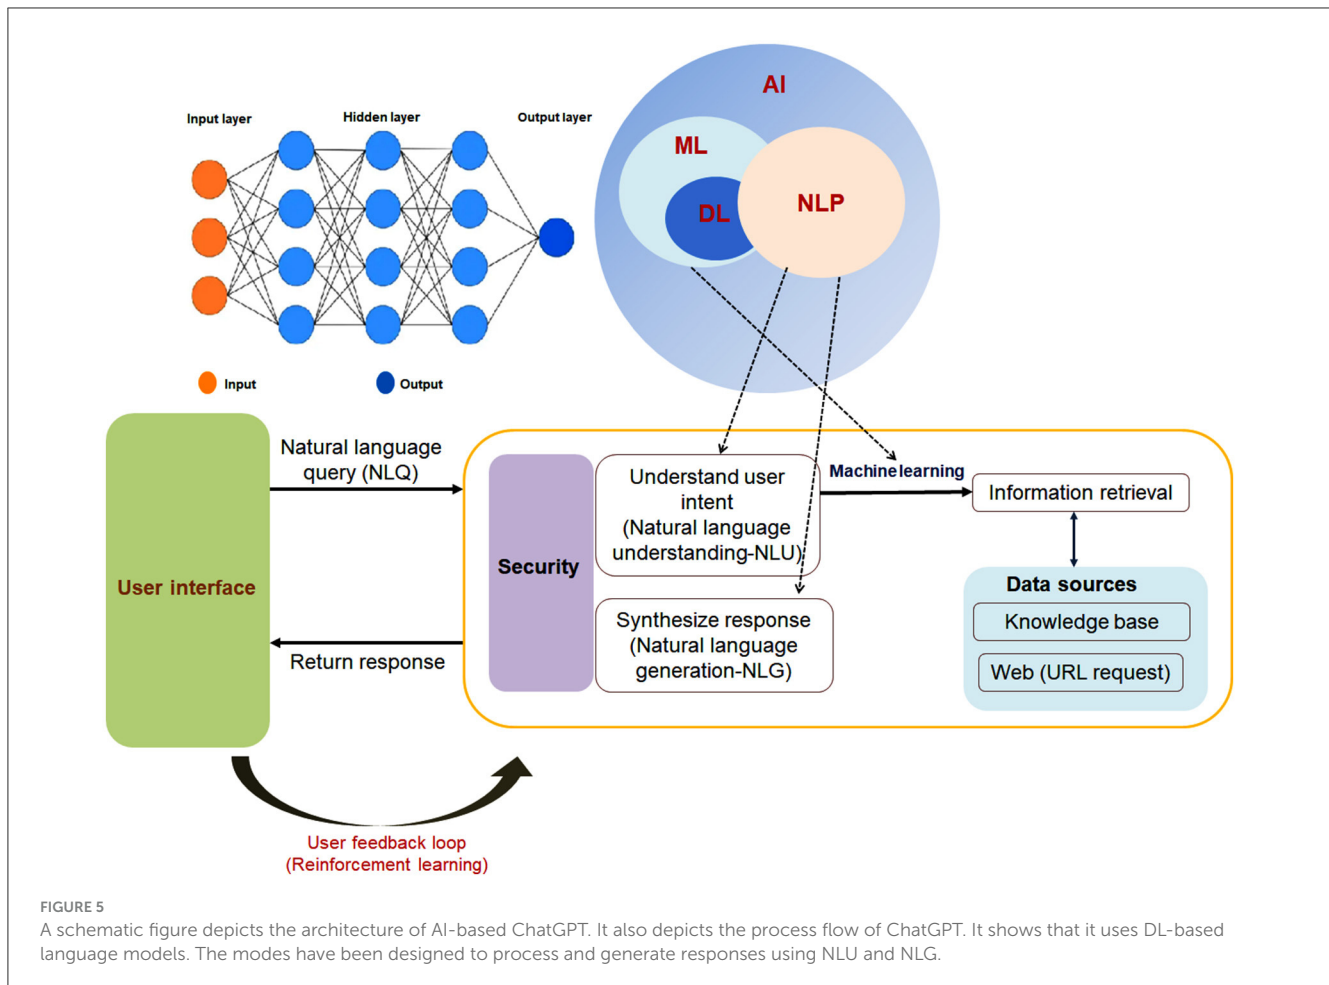 Input layer
Hidden layer
Output layer
AI
ML
DL
NLP
Input
Output
User interface
Natural language
query (NLQ)
Return response
Security
Understand user
intent
(Natural language
understanding-NLU)
Synthesize response
(Natural language
generation-NLG)
Machine learning
Information retrieval
Data sources
Knowledge base
Web (URL request)
User feedback loop
(Reinforcement learning)
FIGURE 5
A schematic figure depicts the architecture of AI-based ChatGPT. It also depicts the process flow of ChatGPT. It shows that it uses DL-based
language models. The modes have been designed to process and generate responses using NLU and NLG.